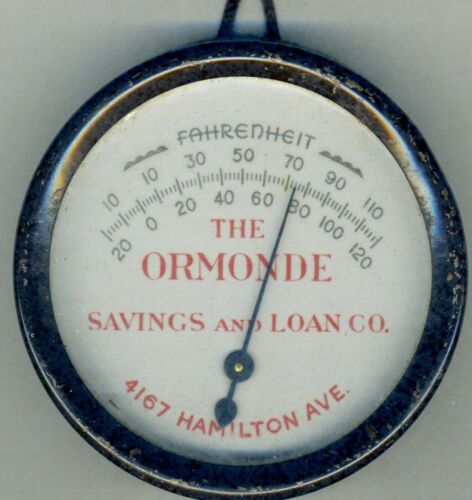 FAHRENHEIT
10 10 30 50 70 90 110
20 0 20 40 60 80 100 120
THE
ORMONDE
SAVINGS AND LOAN CO.
4167 HAMILTON AVE.